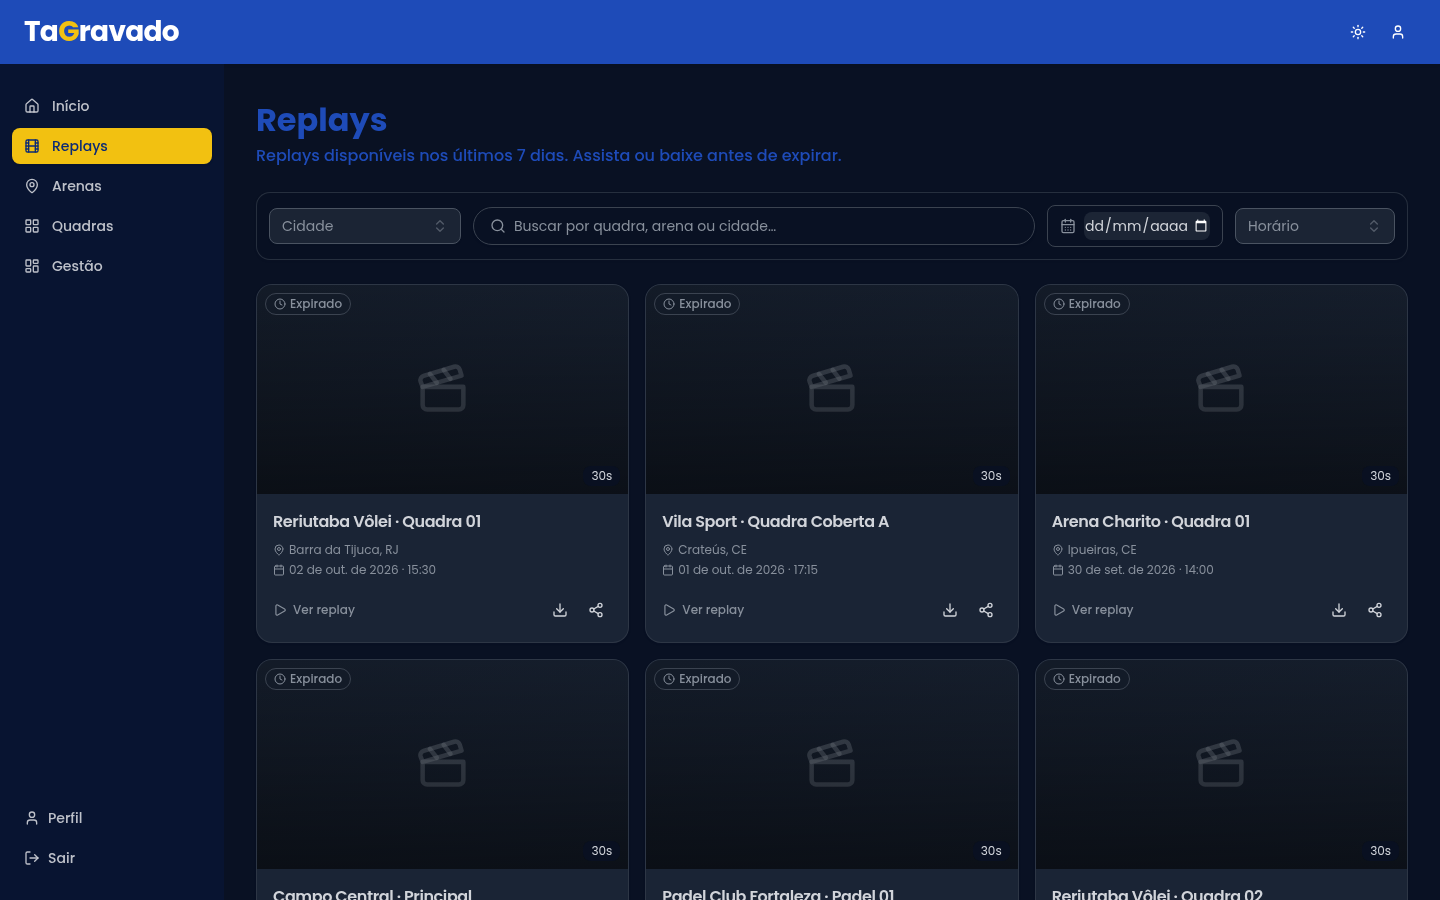 TaGravado
Início
Replays
Arenas
Quadras
Gestão
Perfil
Sair
Replays
Replays disponíveis nos últimos 7 dias. Assista ou baixe antes de expirar.
Cidade
Buscar por quadra, arena ou cidade...
dd/mm/aaaa
Horário
Expirado
30s
Reriutaba Vôlei · Quadra 01
Barra da Tijuca, RJ
02 de out. de 2026 · 15:30
Ver replay
Expirado
30s
Vila Sport · Quadra Coberta A
Crateús, CE
01 de out. de 2026 · 17:15
Ver replay
Expirado
30s
Arena Charito · Quadra 01
Ipueiras, CE
30 de set. de 2026 · 14:00
Ver replay
Expirado
30s
Campo Central · Principal
Expirado
30s
Padel Club Fortaleza · Padel 01
Expirado
30s
Reriutaba Vôlei · Quadra 02